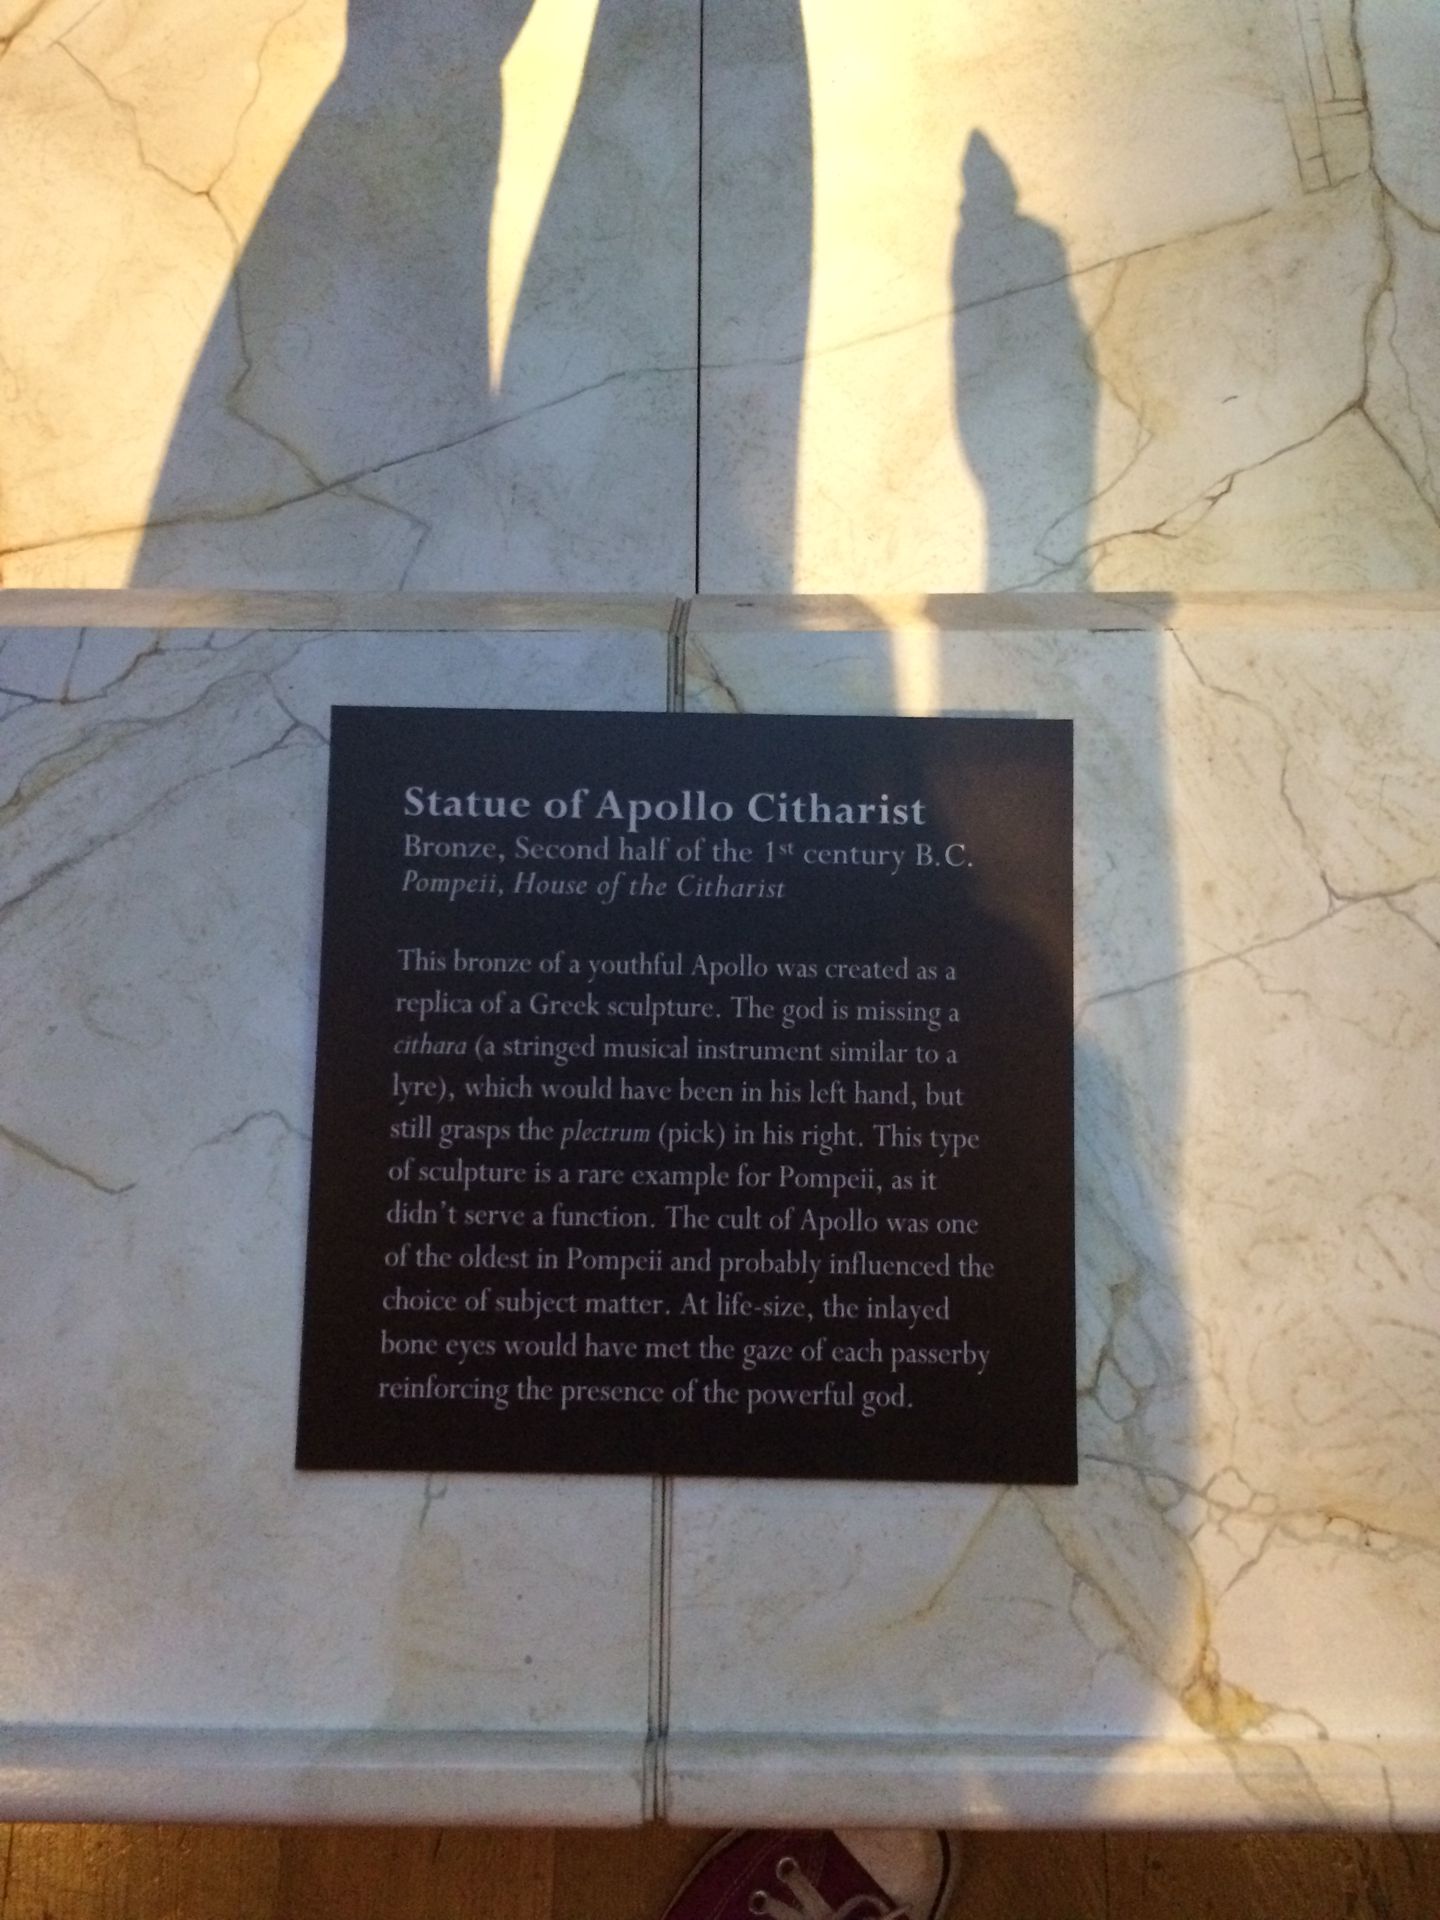 Statue of Apollo Citharist
Bronze, Second half of the 1st century B.C.
Pompeii, House of the Citharist
This bronze of a youthful Apollo was created as a
replica of a Greek sculpture. The god is missing a
cithara (a stringed musical instrument similar to a
lyre), which would have been in his left hand, but
still grasps the plectrum (pick) in his right. This type
of sculpture is a rare example for Pompeii, as it
didn't serve a function. The cult of Apollo was one
of the oldest in Pompeii and probably influenced the
choice of subject matter. At life-size, the inlayed
bone eyes would have met the gaze of each passerby
reinforcing the presence of the powerful god.